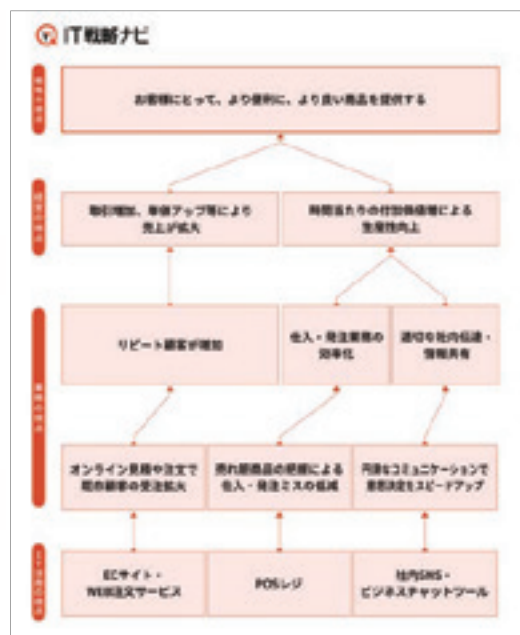 IT戦略ナビ
お客様にとって、より便利に、より良い商品を提供する
取引増加、単価アップ等により
売上が拡大
時間当たりの付加価値増による
生産性向上
リピート顧客が増加
仕入・発注業務の
効率化
適切な社内伝達・
情報共有
オンライン見積や注文で
既存顧客の受注拡大
売れ筋商品の把握による
仕入・発注ミスの低減
円滑なコミュニケーションで
意思決定をスピードアップ
ECサイト・
WEB注文サービス
POSレジ
社内SNS・
ビジネスチャットツール